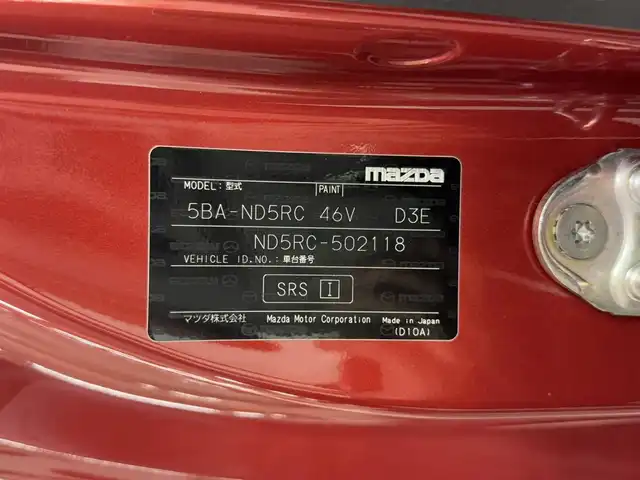 mazda
MODEL:型式 PAINT
5BA-ND5RC 46V D3E
ND5RC-502118
VEHICLE ID.NO.:車台番号
SRS I
マツダ株式会社 Mazda Motor Corporation Made in Japan
(D10A)